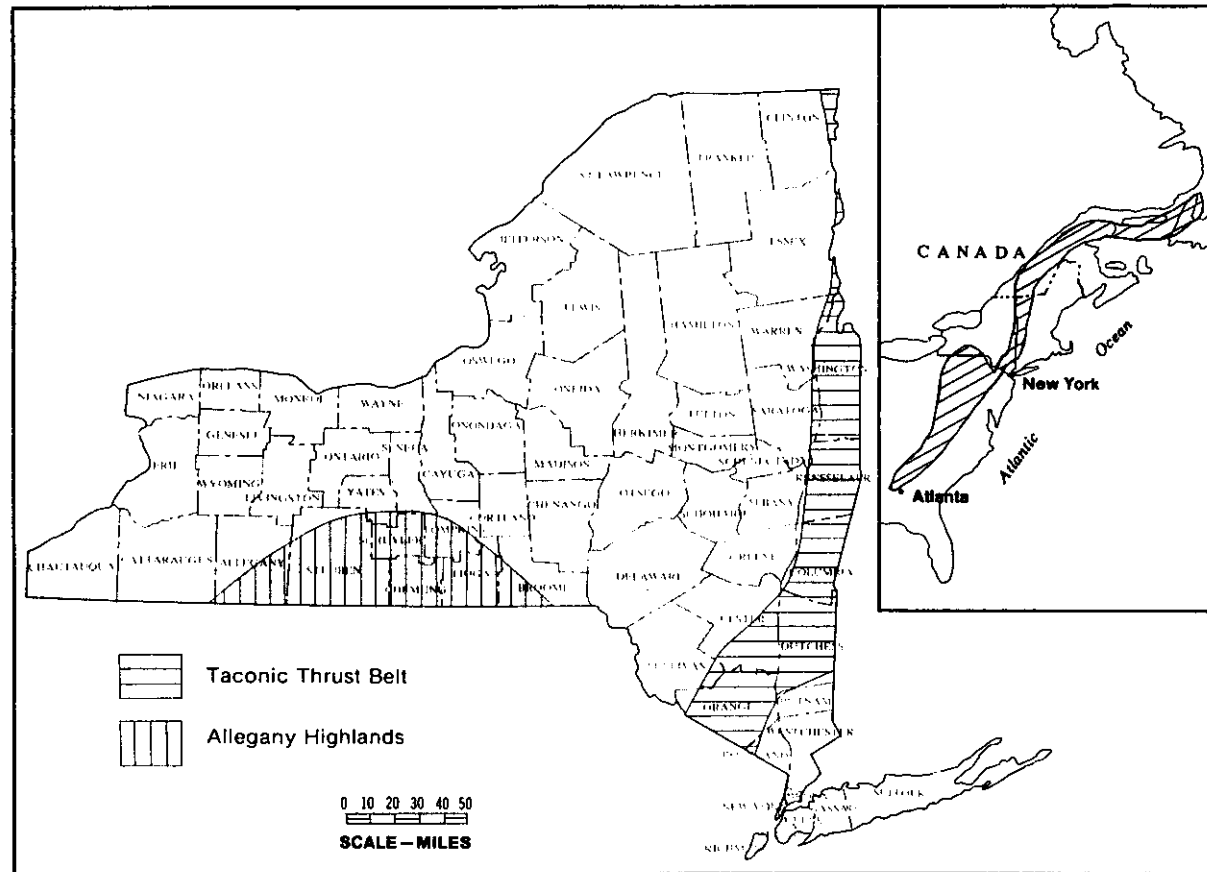 CLINTON
FRANKLIN
ST. LAWRENCE
JEFFERSON
ESSEX
LEWIS
HAMILTON
WARREN
OSWEGO
WASHINGTON
ONEIDA
NIAGARA
ORLEANS
MONROE
WAYNE
FULTON
SARATOGA
ONONDAGA
HERKIMER
MONTGOMERY
GENESEE
ONTARIO
SENECA
CAYUGA
MADISON
SCHENECTADY
ERIE
WYOMING
LIVINGSTON
YATES
RENSSELAER
OTSEGO
CORTLAND
CHENANGO
SCHOHARIE
ALBANY
SCHUYLER
TOMPKINS
GREENE
CHAUTAUQUA
CATTARAUGUS
ALLEGANY
STEUBEN
TIOGA
COLUMBIA
CHEMUNG
BROOME
DELAWARE
ULSTER
DUTCHESS
SULLIVAN
ORANGE
PUTNAM
WESTCHESTER
ROCKLAND
SUFFOLK
NEW YORK
NASSAU
RICHM
Taconic Thrust Belt
Allegany Highlands
0 10 20 30 40 50
SCALE–MILES
CANADA
Ocean
New York
Atlantic
Atlanta